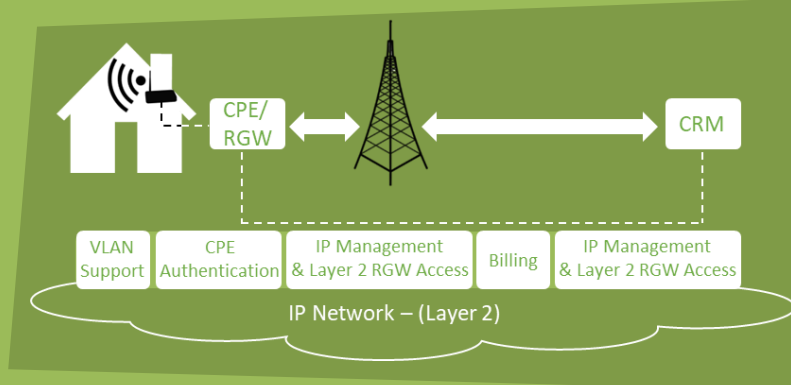 CPE/
RGW
CRM
VLAN
Support
CPE
Authentication
IP Management
& Layer 2 RGW Access
Billing
IP Management
& Layer 2 RGW Access
IP Network – (Layer 2)